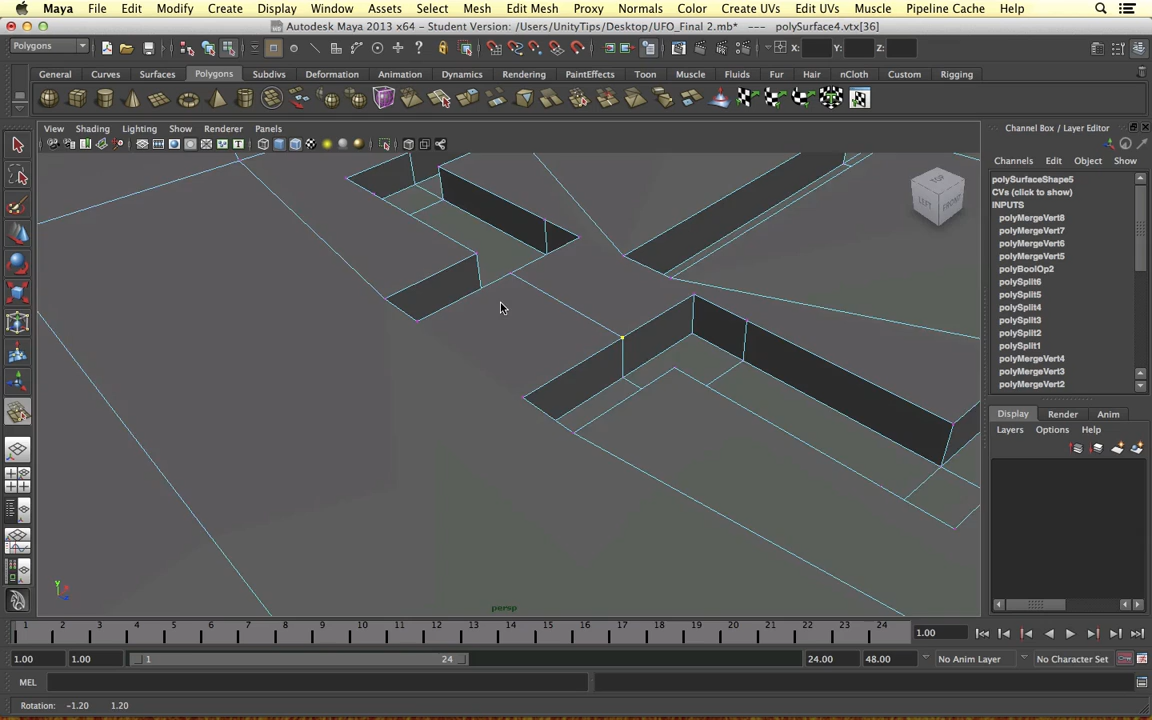 Maya File Edit Modify Create Display Window Assets Select Mesh Edit Mesh Proxy Normals Color Create UVs Edit UVs Muscle Pipeline Cache Help
Autodesk Maya 2013 x64 - Student Version: /Users/UnityTips/Desktop/UFO_Final 2.mb* --- polySurface4.vtx[36]
Polygons X: Y: Z:
General Curves Surfaces Polygons Subdivs Deformation Animation Dynamics Rendering PaintEffects Toon Muscle Fluids Fur Hair nCloth Custom Rigging
View Shading Lighting Show Renderer Panels
Channel Box / Layer Editor
Channels Edit Object Show
polySurfaceShape5
CVs (click to show)
INPUTS
polyMergeVert8
polyMergeVert7
polyMergeVert6
polyMergeVert5
polyBoolOp2
polySplit6
polySplit5
polySplit4
polySplit3
polySplit2
polySplit1
polyMergeVert4
polyMergeVert3
polyMergeVert2
TOP
LEFT FRONT
Display Render Anim
Layers Options Help
Y
persp
1 2 3 4 5 6 7 8 9 10 11 12 13 14 15 16 17 18 19 20 21 22 23 24 1.00
1.00 1.00 1 24 24.00 48.00 No Anim Layer No Character Set
MEL
Rotation: -1.20 1.20